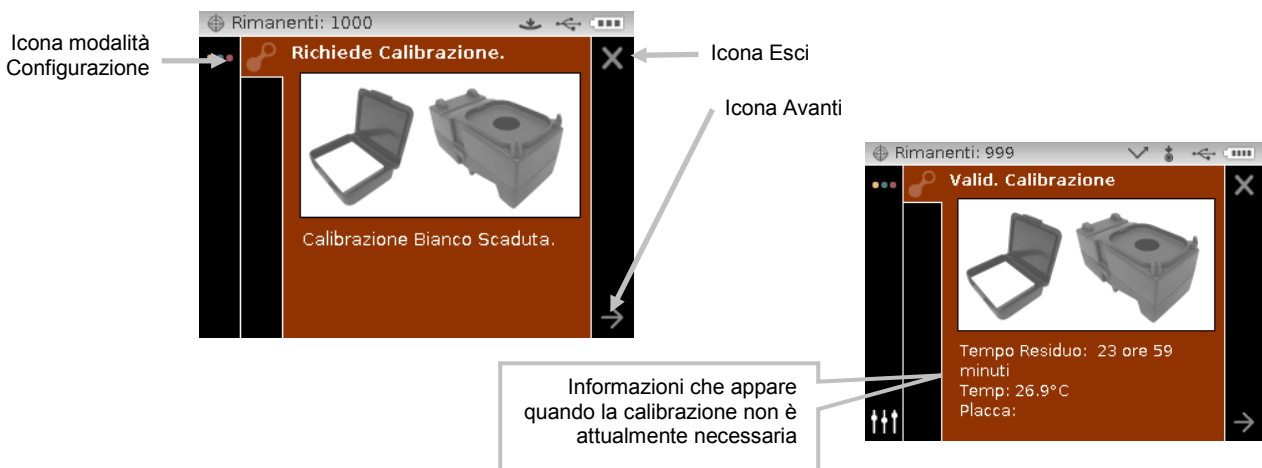 Rimanenti: 1000
Icona modalità
Configurazione
Richiede Calibrazione.
Calibrazione Bianco Scaduta.
Icona Esci
Icona Avanti
Rimanenti: 999
Valid. Calibrazione
Tempo Residuo: 23 ore 59
minuti
Temp: 26.9°C
Placca:
Informazioni che appare
quando la calibrazione non è
attualmente necessaria